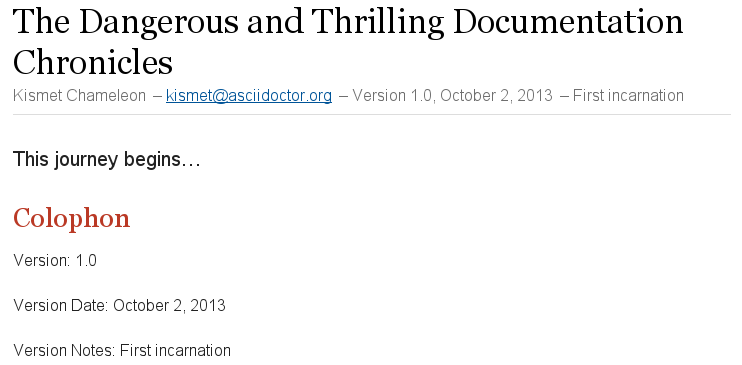 The Dangerous and Thrilling Documentation
Chronicles
Kismet Chameleon – kismet@asciidoctor.org – Version 1.0, October 2, 2013 – First incarnation
This journey begins…
Colophon
Version: 1.0
Version Date: October 2, 2013
Version Notes: First incarnation